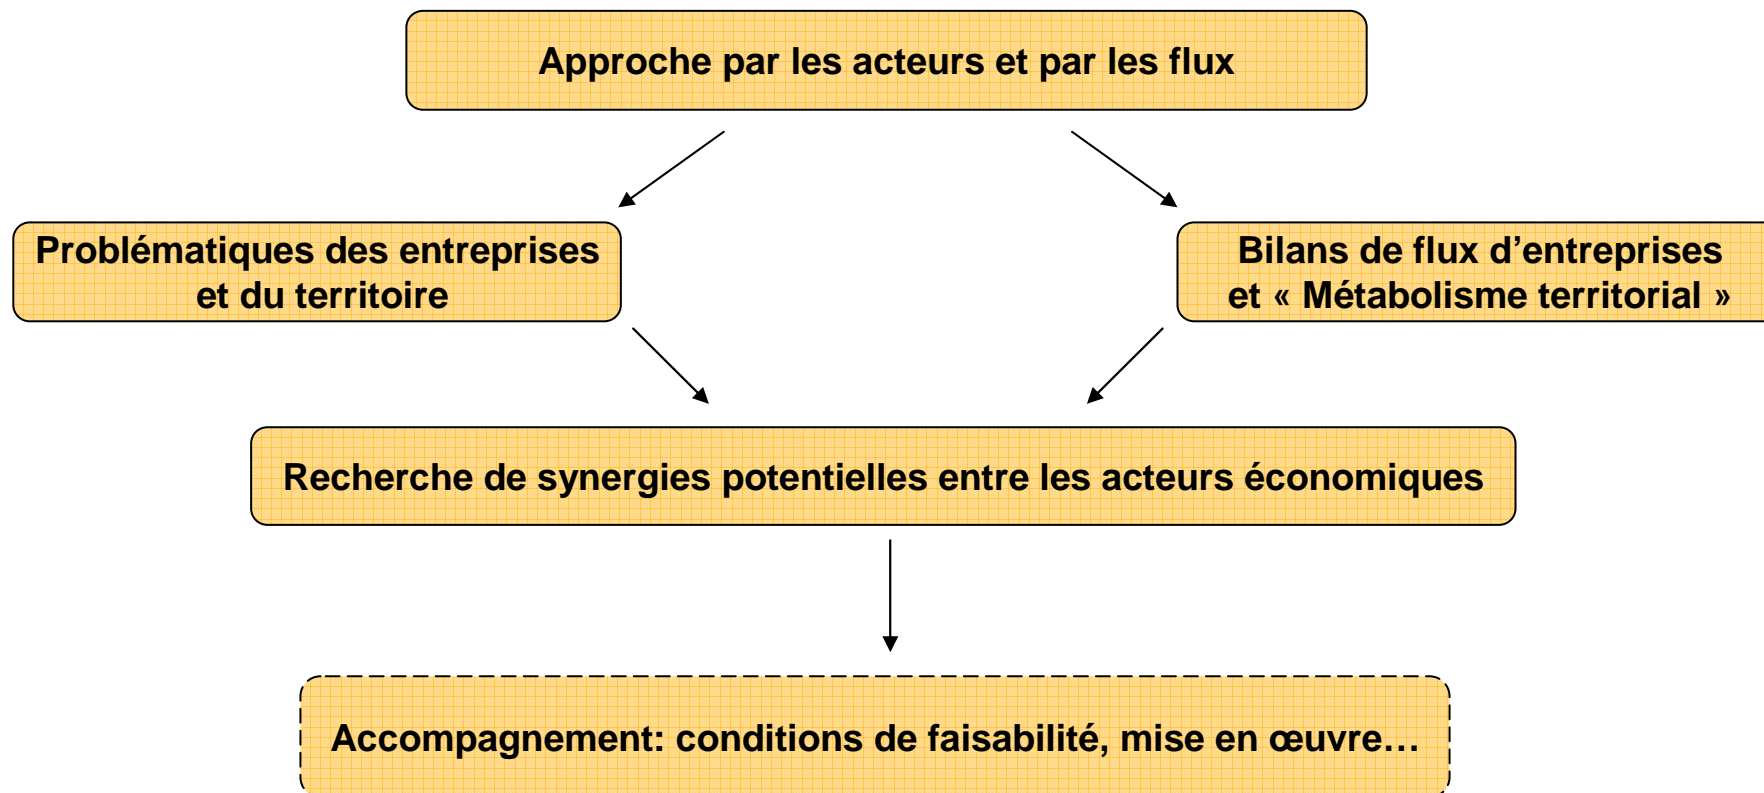 Approche par les acteurs et par les flux
Problématiques des entreprises
et du territoire
Bilans de flux d’entreprises
et « Métabolisme territorial »
Recherche de synergies potentielles entre les acteurs économiques
Accompagnement: conditions de faisabilité, mise en œuvre…